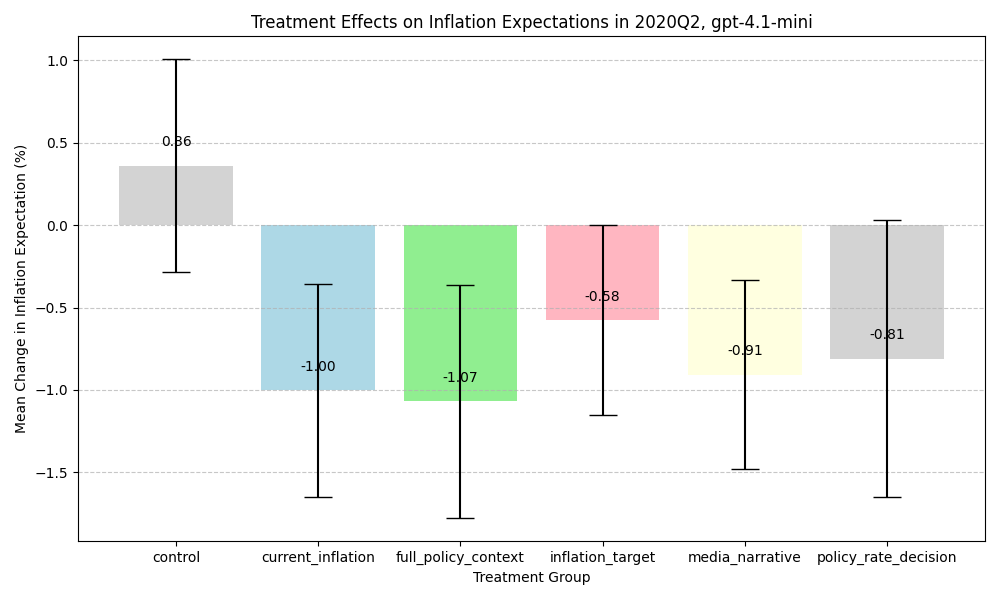 Treatment Effects on Inflation Expectations in 2020Q2, gpt-4.1-mini
Mean Change in Inflation Expectation (%)
1.0
0.5
0.0
−0.5
−1.0
−1.5
0.36
-1.00
-1.07
-0.58
-0.91
-0.81
control
current_inflation
full_policy_context
inflation_target
media_narrative
policy_rate_decision
Treatment Group